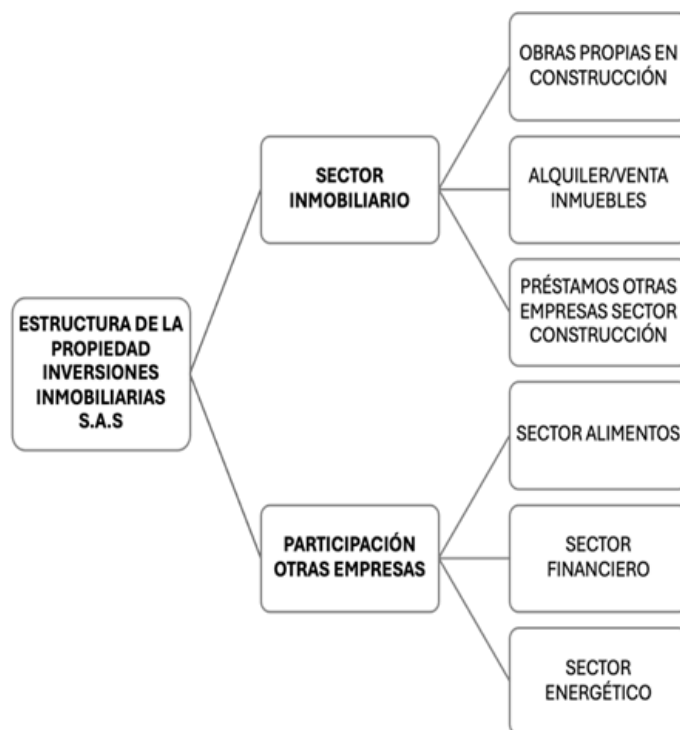 ESTRUCTURA DE LA
PROPIEDAD
INVERSIONES
INMOBILIARIAS
S.A.S
SECTOR
INMOBILIARIO
OBRAS PROPIAS EN
CONSTRUCCIÓN
ALQUILER/VENTA
INMUEBLES
PRÉSTAMOS OTRAS
EMPRESAS SECTOR
CONSTRUCCIÓN
PARTICIPACIÓN
OTRAS EMPRESAS
SECTOR ALIMENTOS
SECTOR
FINANCIERO
SECTOR
ENERGÉTICO